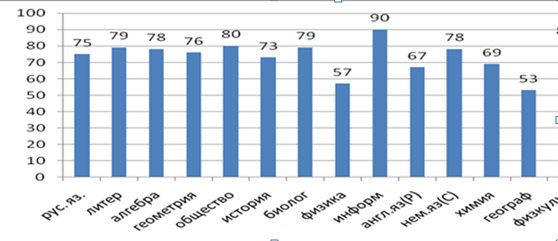 100
90
80
70
60
50
40
30
20
10
0
75 79 78 76 80 73 79 57 90 67 78 69 53
рус.яз.
литер
алгебра
геометрия
общество
история
биолог
физика
информ
англ.яз(Р)
нем.яз(С)
химия
географ